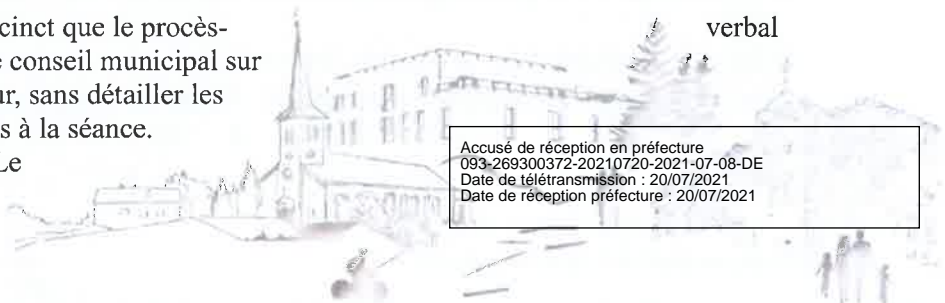 cinct que le procès- verbal
e conseil municipal sur
ur, sans détailler les
s à la séance.
Le
Accusé de réception en préfecture
093-269300372-20210720-2021-07-08-DE
Date de télétransmission : 20/07/2021
Date de réception préfecture : 20/07/2021